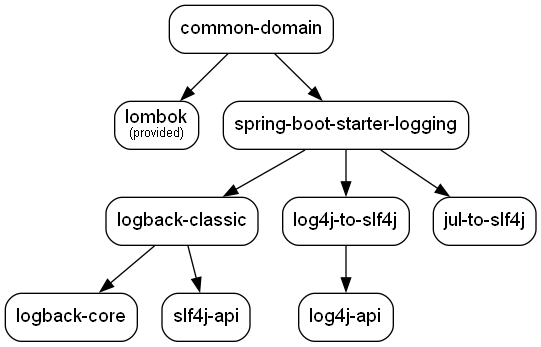 common-domain
lombok
(provided)
spring-boot-starter-logging
logback-classic
log4j-to-slf4j
jul-to-slf4j
logback-core
slf4j-api
log4j-api